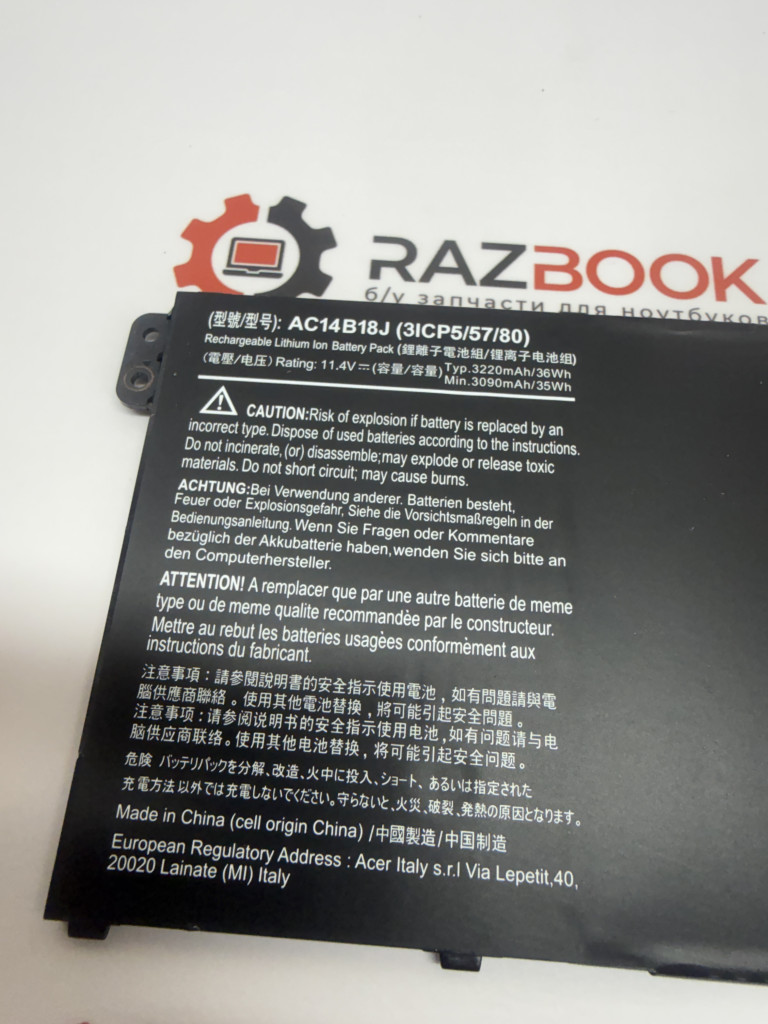 RAZBOOK
б/у запчасти для ноутбуков
(型號/型号): AC14B18J (3ICP5/57/80)
Rechargeable Lithium Ion Battery Pack (鋰離子電池組/锂离子电池组)
(電壓/电压) Rating: 11.4V⎓ (容量/容量) Typ.3220mAh/36Wh
Min.3090mAh/35Wh
CAUTION:Risk of explosion if battery is replaced by an
incorrect type. Dispose of used batteries according to the instructions.
Do not incinerate,(or) disassemble;may explode or release toxic
materials. Do not short circuit; may cause burns.
ACHTUNG:Bei Verwendung anderer. Batterien besteht,
Feuer oder Explosionsgefahr, Siehe die Vorsichtsmaßregeln in der
Bedienungsanleitung. Wenn Sie Fragen oder Kommentare
bezüglich der Akkubatterie haben,wenden Sie sich bitte an
den Computerhersteller.
ATTENTION! A remplacer que par une autre batterie de meme
type ou de meme qualite recommandèe par le constructeur.
Mettre au rebut les batteries usagèes conformèment aux
instructions du fabricant.
注意事項：請參閱說明書的安全指示使用電池，如有問題請與電
腦供應商聯絡。使用其他電池替換，將可能引起安全問題。
注意事项：请参阅说明书的安全指示使用电池，如有问题请与电
脑供应商联络。使用其他电池替换，将可能引起安全问题。
危険 バッテリパックを分解、改造、火中に投入、ショート、あるいは指定された
充電方法以外では充電しないでください。守らないと、火災、破裂、発熱の原因となります。
Made in China (cell origin China) /中國製造/中国制造
European Regulatory Address : Acer Italy s.r.l Via Lepetit,40,
20020 Lainate (MI) Italy